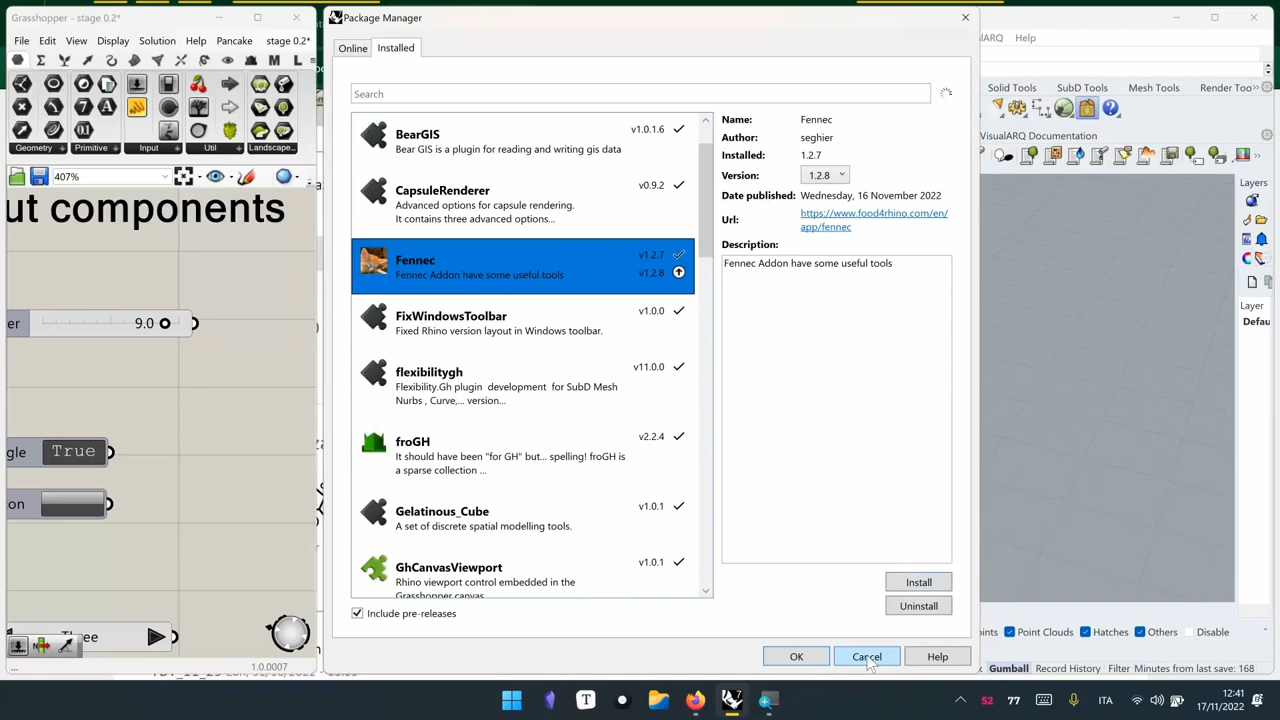 Grasshopper - stage 0.2*
File Edit View Display Solution Help Pancake stage 0.2*
M L
Geometry Primitive Input Util Landscape...
407%
ut components
er 9.0
gle True
on
Three
...
1.0.0007
Package Manager
Online Installed
Search
BearGIS v1.0.1.6
Bear GIS is a plugin for reading and writing gis data
CapsuleRenderer v0.9.2
Advanced options for capsule rendering.
It contains three advanced options...
Fennec v1.2.7
Fennec Addon have some useful tools v1.2.8
FixWindowsToolbar v1.0.0
Fixed Rhino version layout in Windows toolbar.
flexibilitygh v11.0.0
Flexibility.Gh plugin development for SubD Mesh
Nurbs , Curve,... version...
froGH v2.2.4
It should have been "for GH" but... spelling! froGH is
a sparse collection ...
Gelatinous_Cube v1.0.1
A set of discrete spatial modelling tools.
GhCanvasViewport v1.0.1
Rhino viewport control embedded in the
Grasshopper canvas.
Include pre-releases
Name: Fennec
Author: seghier
Installed: 1.2.7
Version: 1.2.8
Date published: Wednesday, 16 November 2022
Url: https://www.food4rhino.com/en/
app/fennec
Description:
Fennec Addon have some useful tools
Install
Uninstall
OK Cancel Help
ualARQ Help
Solid Tools SubD Tools Mesh Tools Render Too
VisualARQ Documentation
Layers
Layer
Defau
oints Point Clouds Hatches Others Disable
Gumball Record History Filter Minutes from last save: 168
52 77 ITA
12:41
17/11/2022